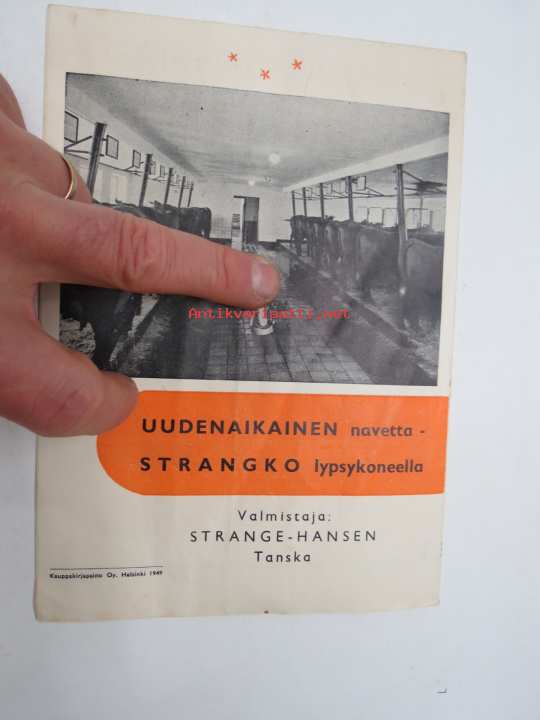 Antikvariaatti.net
UUDENAIKAINEN navetta -
STRANGKO lypsykoneella
Valmistaja:
STRANGE-HANSEN
Tanska
Kauppakirjapaino Oy. Helsinki 1949